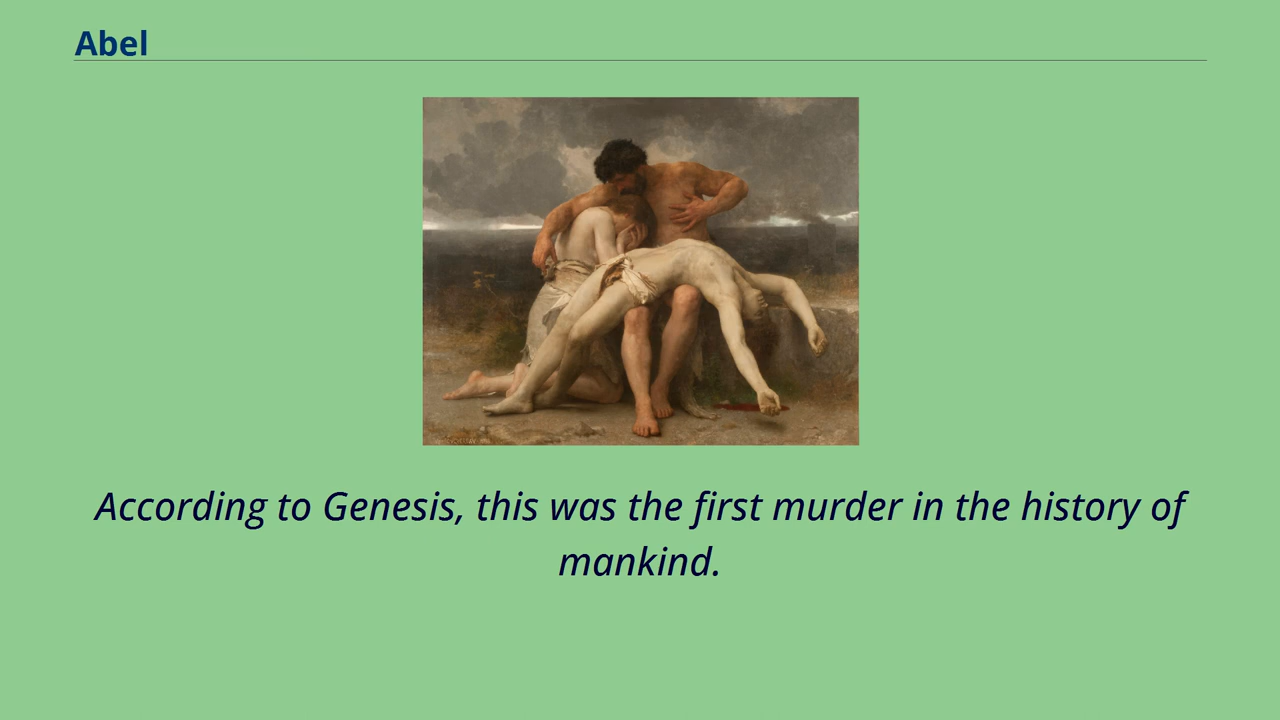 Abel
According to Genesis, this was the first murder in the history of
mankind.